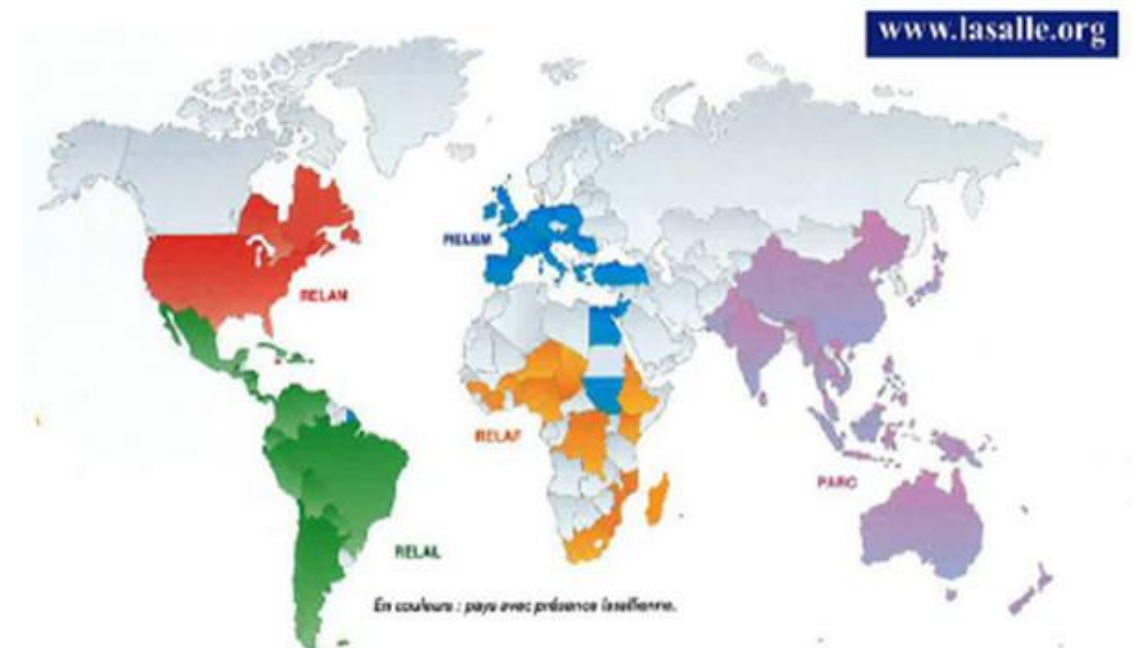 www.lasalle.org
RELEM
RELAN
RELAF
PARC
RELAL
En couleurs : pays avec présence lasallienne.